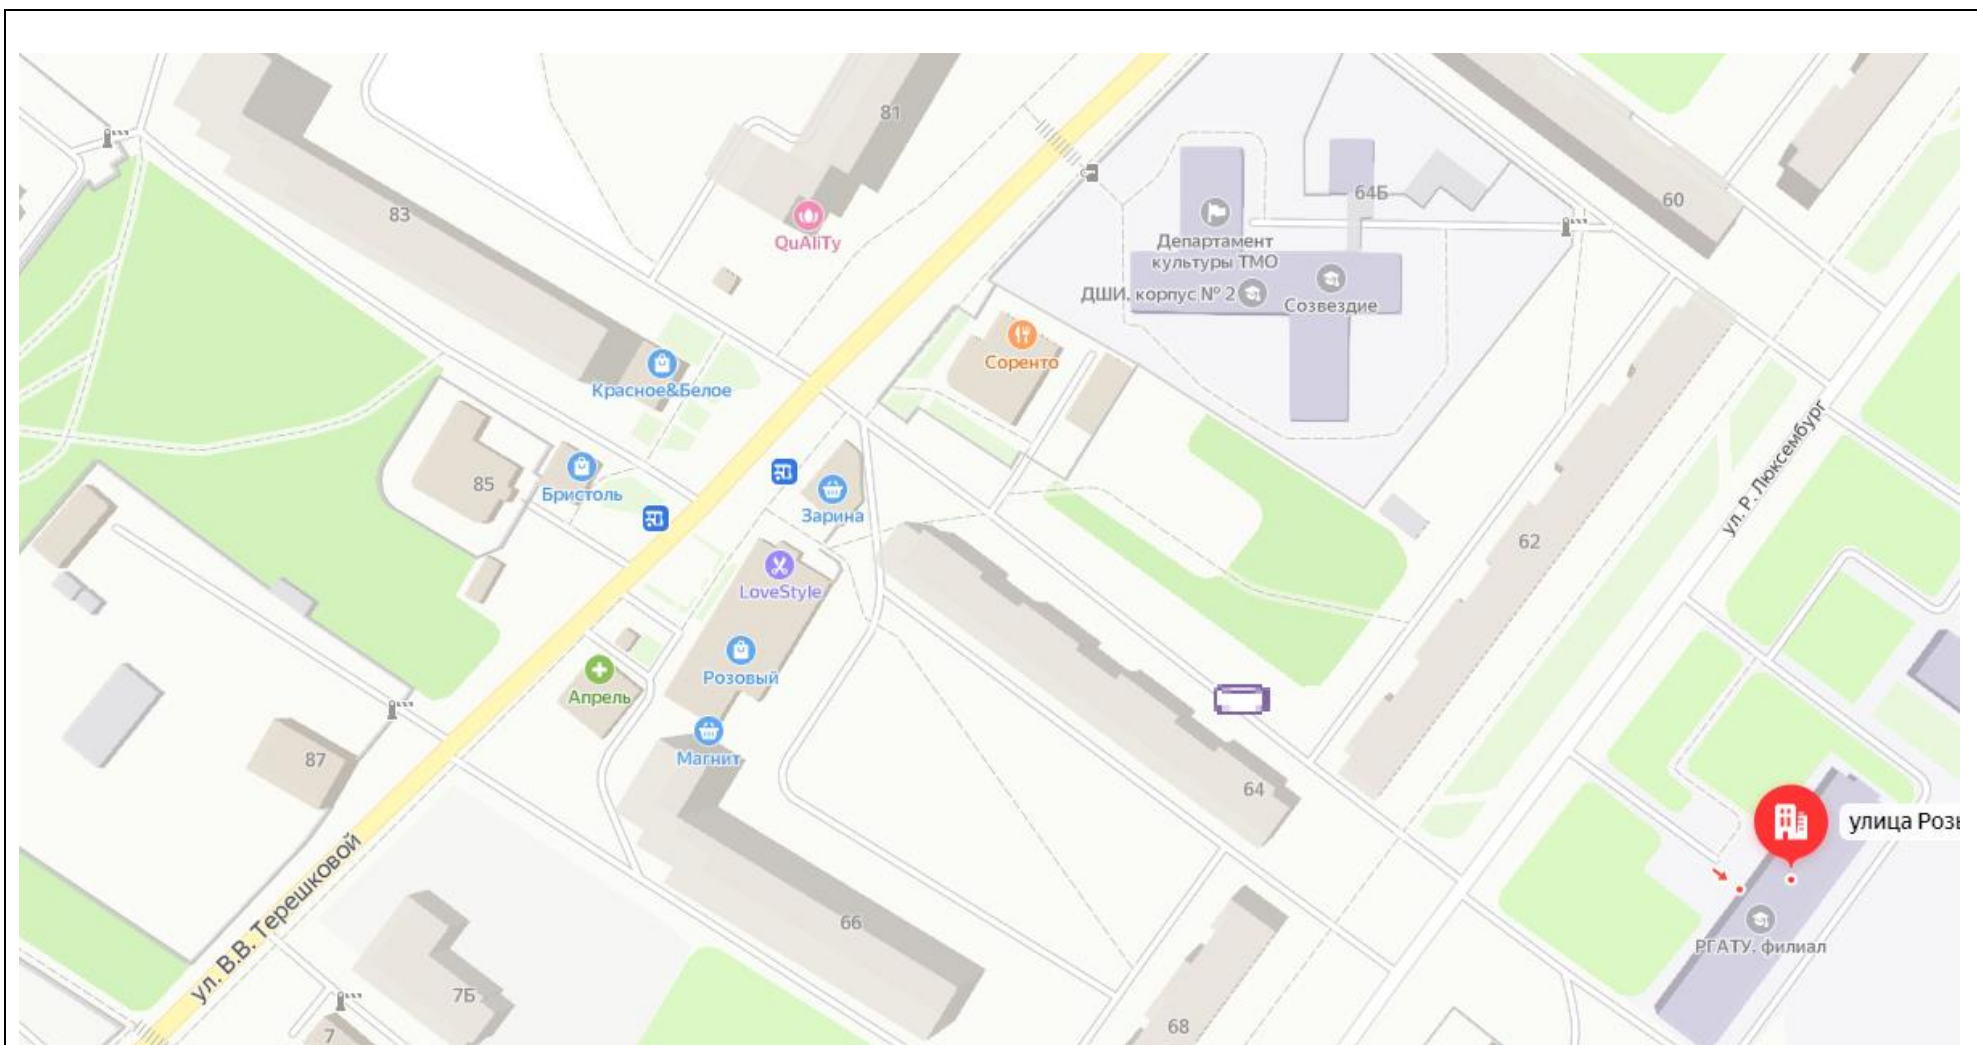 81
83
QuAliTy
60
64Б
Департамент
культуры ТМО
ДШИ, корпус № 2
Созвездие
Соренто
Красное&Белое
85
Бристоль
Зарина
ул. Р. Люксембург
62
LoveStyle
Розовый
Апрель
Магнит
87
64
улица Розы
ул. В.В. Терешковой
66
РГАТУ, филиал
7Б
7
68